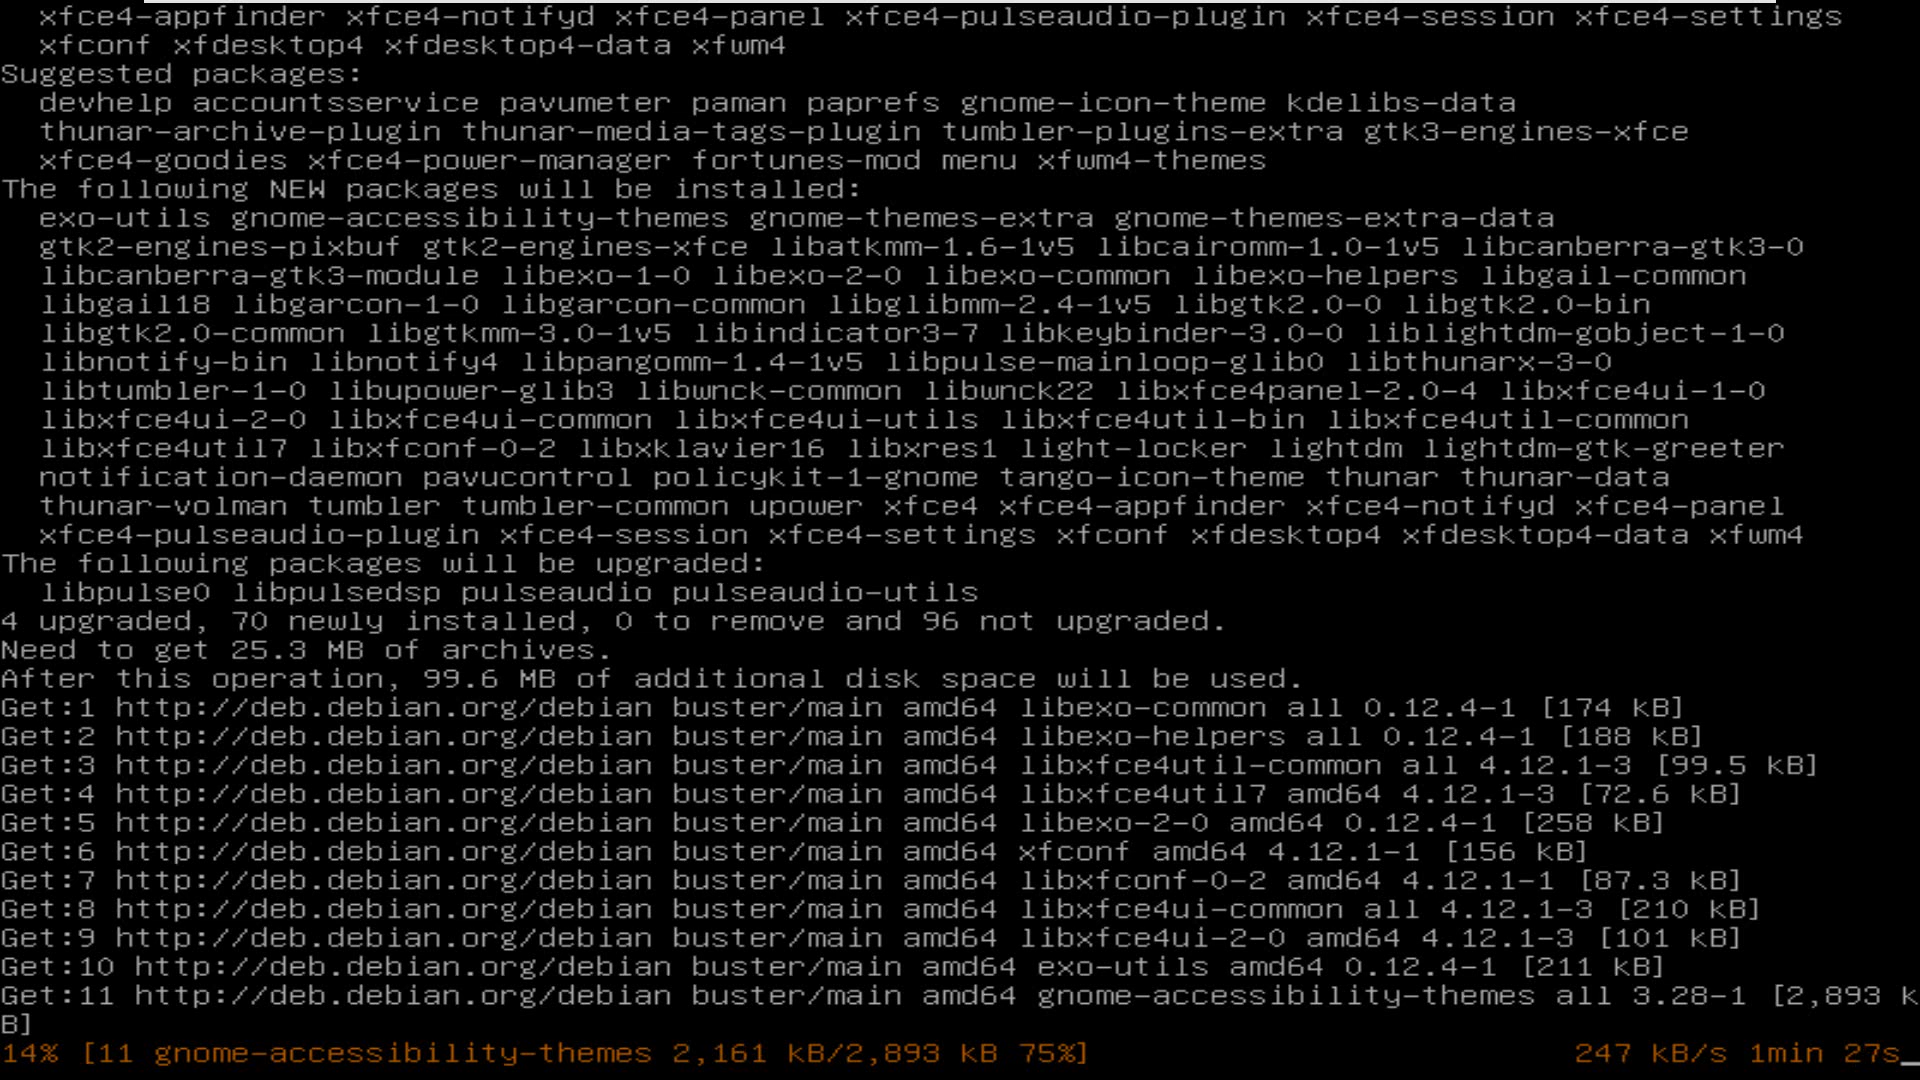 xfce4-appfinder xfce4-notifyd xfce4-panel xfce4-pulseaudio-plugin xfce4-session xfce4-settings
xfconf xfdesktop4 xfdesktop4-data xfwm4
Suggested packages:
devhelp accountsservice pavumeter paman paprefs gnome-icon-theme kdelibs-data
thunar-archive-plugin thunar-media-tags-plugin tumbler-plugins-extra gtk3-engines-xfce
xfce4-goodies xfce4-power-manager fortunes-mod menu xfwm4-themes
The following NEW packages will be installed:
exo-utils gnome-accessibility-themes gnome-themes-extra gnome-themes-extra-data
gtk2-engines-pixbuf gtk2-engines-xfce libatkmm-1.6-1v5 libcairomm-1.0-1v5 libcanberra-gtk3-0
libcanberra-gtk3-module libexo-1-0 libexo-2-0 libexo-common libexo-helpers libgail-common
libgail18 libgarcon-1-0 libgarcon-common libglibmm-2.4-1v5 libgtk2.0-0 libgtk2.0-bin
libgtk2.0-common libgtkmm-3.0-1v5 libindicator3-7 libkeybinder-3.0-0 liblightdm-gobject-1-0
libnotify-bin libnotify4 libpangomm-1.4-1v5 libpulse-mainloop-glib0 libthunarx-3-0
libtumbler-1-0 libupower-glib3 libwnck-common libwnck22 libxfce4panel-2.0-4 libxfce4ui-1-0
libxfce4ui-2-0 libxfce4ui-common libxfce4ui-utils libxfce4util-bin libxfce4util-common
libxfce4util7 libxfconf-0-2 libxklavier16 libxres1 light-locker lightdm lightdm-gtk-greeter
notification-daemon pavucontrol policykit-1-gnome tango-icon-theme thunar thunar-data
thunar-volman tumbler tumbler-common upower xfce4 xfce4-appfinder xfce4-notifyd xfce4-panel
xfce4-pulseaudio-plugin xfce4-session xfce4-settings xfconf xfdesktop4 xfdesktop4-data xfwm4
The following packages will be upgraded:
libpulse0 libpulsedsp pulseaudio pulseaudio-utils
4 upgraded, 70 newly installed, 0 to remove and 96 not upgraded.
Need to get 25.3 MB of archives.
After this operation, 99.6 MB of additional disk space will be used.
Get:1 http://deb.debian.org/debian buster/main amd64 libexo-common all 0.12.4-1 [174 kB]
Get:2 http://deb.debian.org/debian buster/main amd64 libexo-helpers all 0.12.4-1 [188 kB]
Get:3 http://deb.debian.org/debian buster/main amd64 libxfce4util-common all 4.12.1-3 [99.5 kB]
Get:4 http://deb.debian.org/debian buster/main amd64 libxfce4util7 amd64 4.12.1-3 [72.6 kB]
Get:5 http://deb.debian.org/debian buster/main amd64 libexo-2-0 amd64 0.12.4-1 [258 kB]
Get:6 http://deb.debian.org/debian buster/main amd64 xfconf amd64 4.12.1-1 [156 kB]
Get:7 http://deb.debian.org/debian buster/main amd64 libxfconf-0-2 amd64 4.12.1-1 [87.3 kB]
Get:8 http://deb.debian.org/debian buster/main amd64 libxfce4ui-common all 4.12.1-3 [210 kB]
Get:9 http://deb.debian.org/debian buster/main amd64 libxfce4ui-2-0 amd64 4.12.1-3 [101 kB]
Get:10 http://deb.debian.org/debian buster/main amd64 exo-utils amd64 0.12.4-1 [211 kB]
Get:11 http://deb.debian.org/debian buster/main amd64 gnome-accessibility-themes all 3.28-1 [2,893 k
B]
14% [11 gnome-accessibility-themes 2,161 kB/2,893 kB 75%] 247 kB/s 1min 27s_